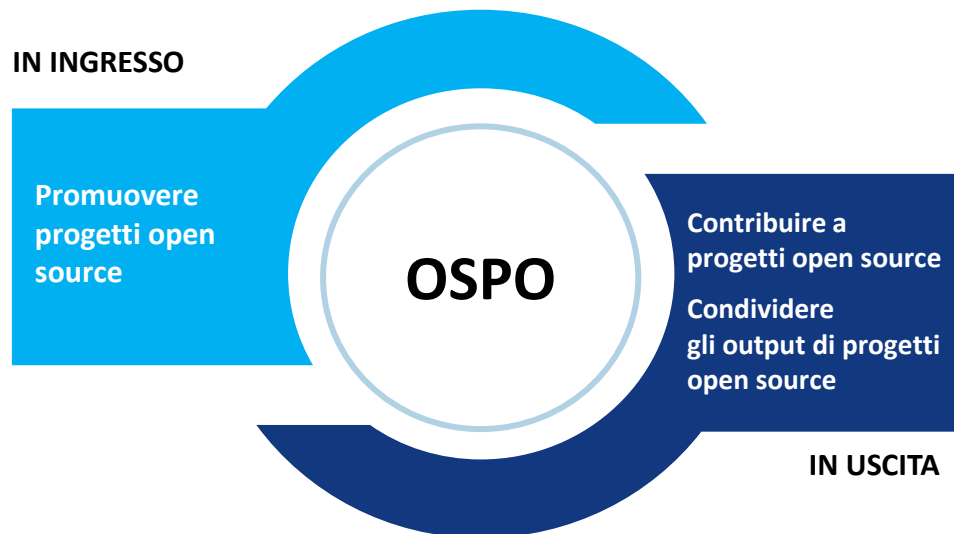 IN INGRESSO
Promuovere
progetti open
source
OSPO
Contribuire a
progetti open source
Condividere
gli output di progetti
open source
IN USCITA